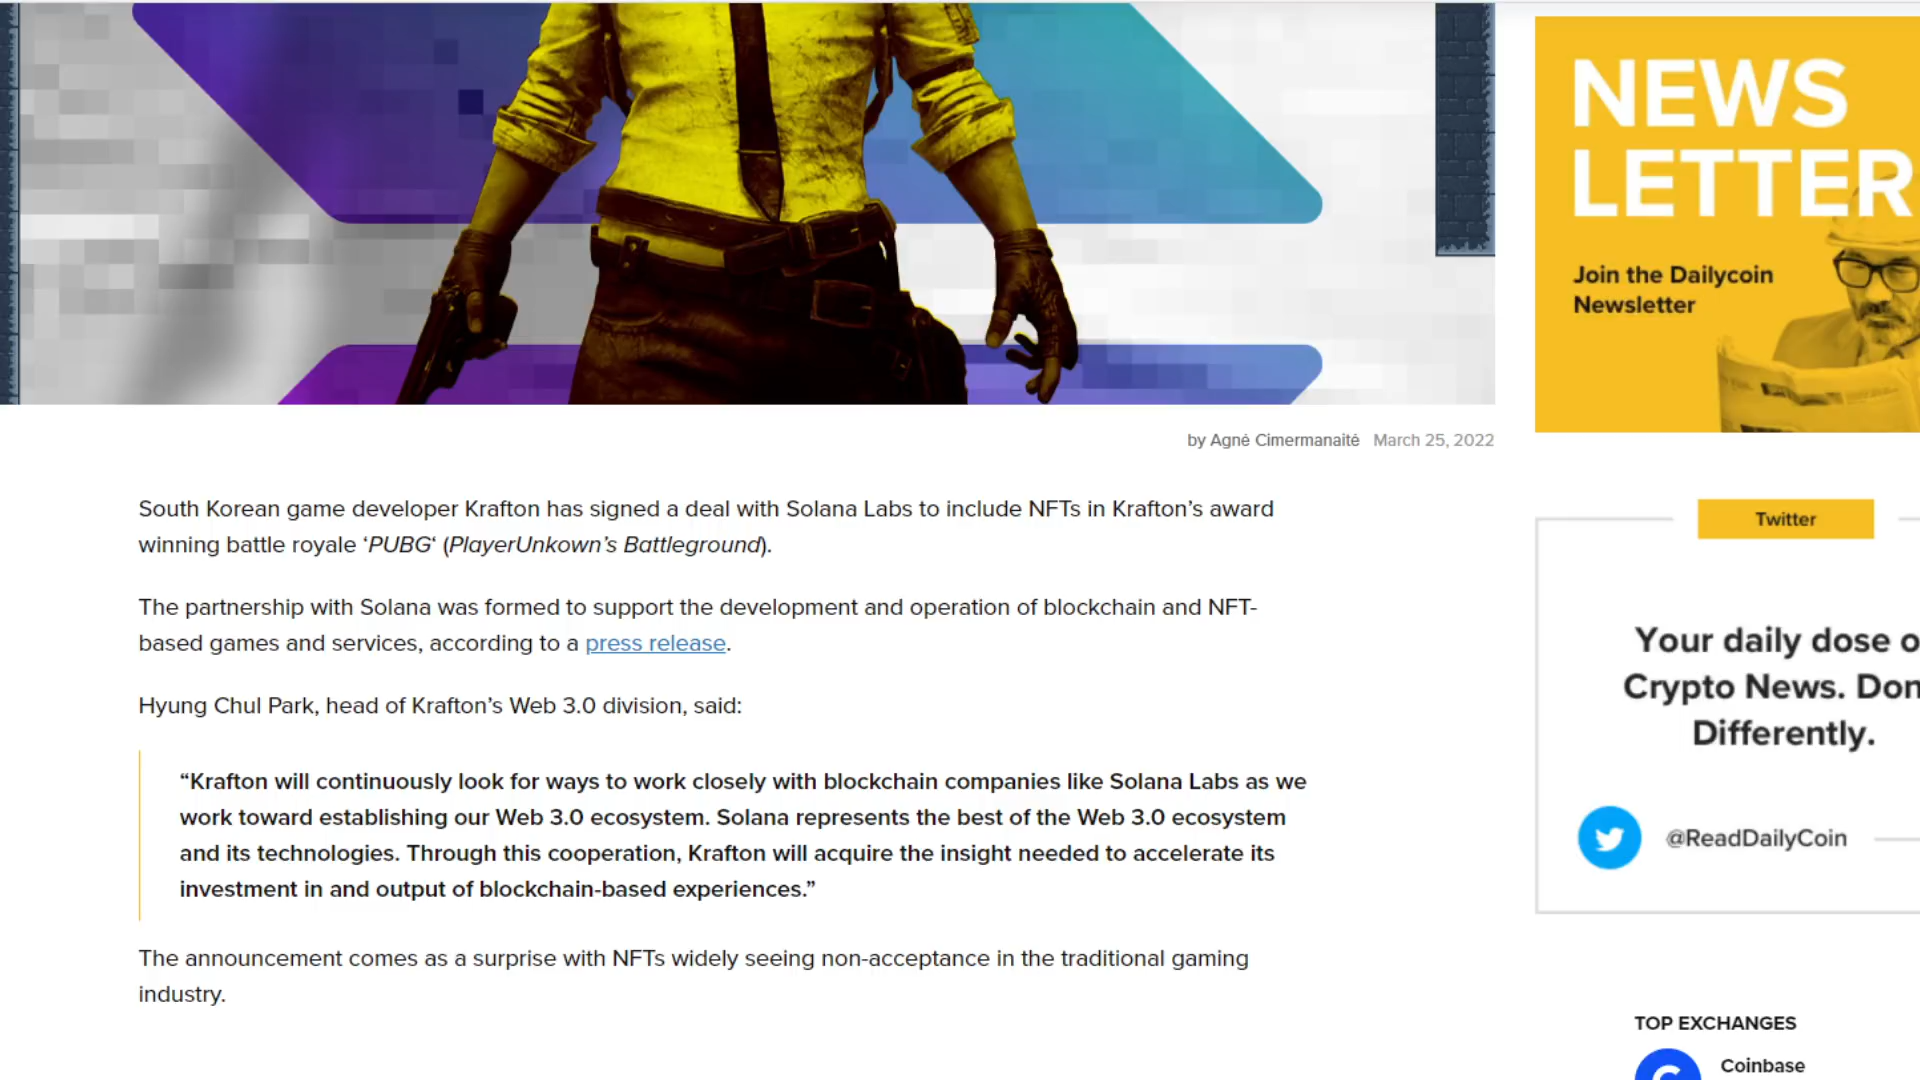 NEWS
LETTER
Join the Dailycoin
Newsletter
by Agnė Cimermanaitė March 25, 2022
South Korean game developer Krafton has signed a deal with Solana Labs to include NFTs in Krafton’s award
winning battle royale ‘PUBG‘ (PlayerUnkown’s Battleground).
The partnership with Solana was formed to support the development and operation of blockchain and NFT-
based games and services, according to a press release.
Hyung Chul Park, head of Krafton’s Web 3.0 division, said:
“Krafton will continuously look for ways to work closely with blockchain companies like Solana Labs as we
work toward establishing our Web 3.0 ecosystem. Solana represents the best of the Web 3.0 ecosystem
and its technologies. Through this cooperation, Krafton will acquire the insight needed to accelerate its
investment in and output of blockchain-based experiences.”
The announcement comes as a surprise with NFTs widely seeing non-acceptance in the traditional gaming
industry.
Twitter
Your daily dose o
Crypto News. Don
Differently.
@ReadDailyCoin
TOP EXCHANGES
Coinbase